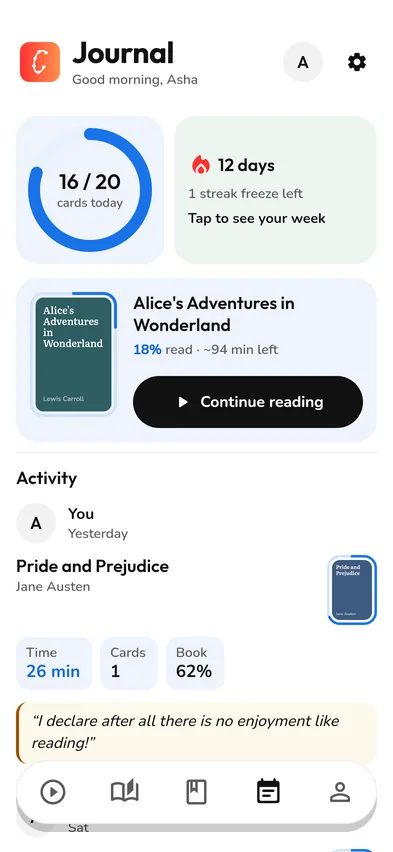 Journal
Good morning, Asha
A
16 / 20
cards today
12 days
1 streak freeze left
Tap to see your week
Alice's
Adventures
in
Wonderland
Lewis Carroll
Alice's Adventures in
Wonderland
18% read · ~94 min left
Continue reading
Activity
A
You
Yesterday
Pride and Prejudice
Jane Austen
Pride and
Prejudice
Jane Austen
Time
26 min
Cards
1
Book
62%
“I declare after all there is no enjoyment like
reading!”
Sat